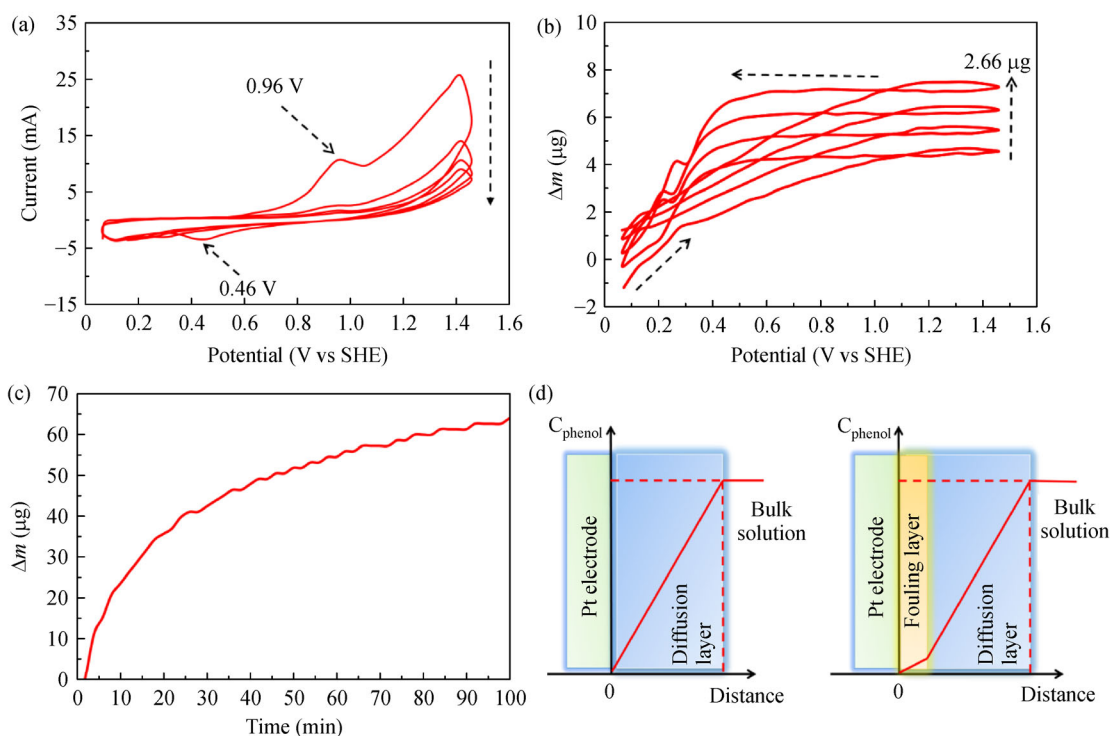 (a)
35
25
15
5
−5
−15
Current (mA)
0.96 V
0.46 V
0
0.2
0.4
0.6
0.8
1.0
1.2
1.4
1.6
Potential (V vs SHE)
(b)
10
8
6
4
2
0
−2
Δm (μg)
2.66 μg
0
0.2
0.4
0.6
0.8
1.0
1.2
1.4
1.6
Potential (V vs SHE)
(c)
70
60
50
40
30
20
10
0
Δm (μg)
0
10
20
30
40
50
60
70
80
90
100
Time (min)
(d)
Cphenol
Pt electrode
Diffusion
layer
Bulk
solution
0
Distance
Cphenol
Pt electrode
Fouling layer
Diffusion
layer
Bulk
solution
0
Distance